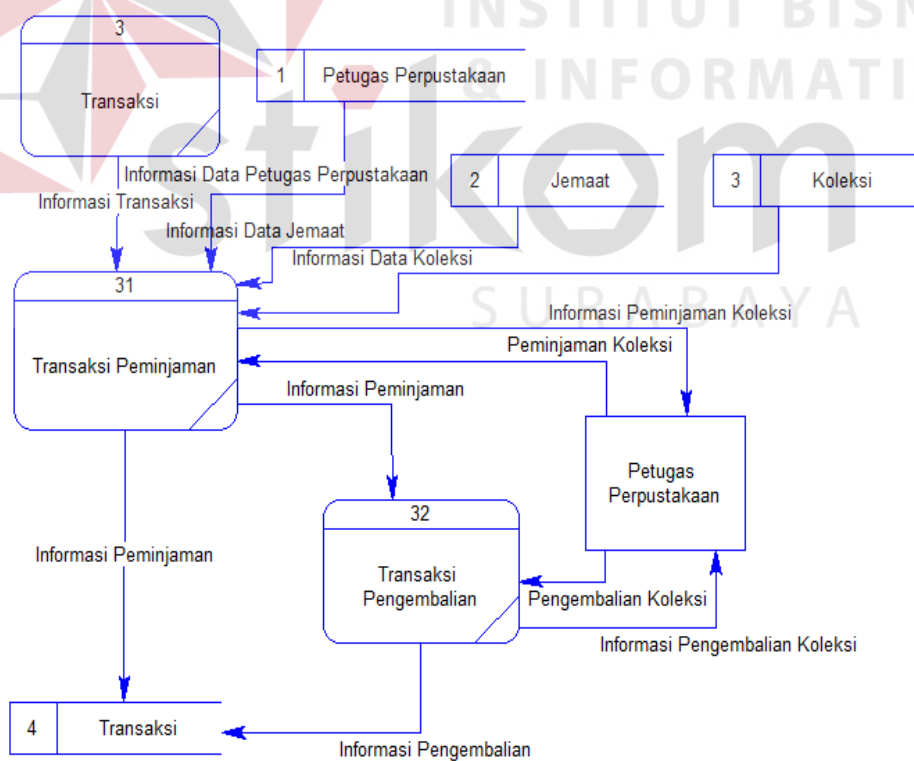 INSTITUT BISN
& INFORMATI
stikom
SURABAYA
3
Transaksi
1
Petugas Perpustakaan
Informasi Data Petugas Perpustakaan
2
Jemaat
3
Koleksi
Informasi Transaksi
Informasi Data Jemaat
Informasi Data Koleksi
31
Transaksi Peminjaman
Informasi Peminjaman Koleksi
Peminjaman Koleksi
Informasi Peminjaman
Petugas
Perpustakaan
32
Transaksi
Pengembalian
Informasi Peminjaman
Pengembalian Koleksi
Informasi Pengembalian Koleksi
4
Transaksi
Informasi Pengembalian